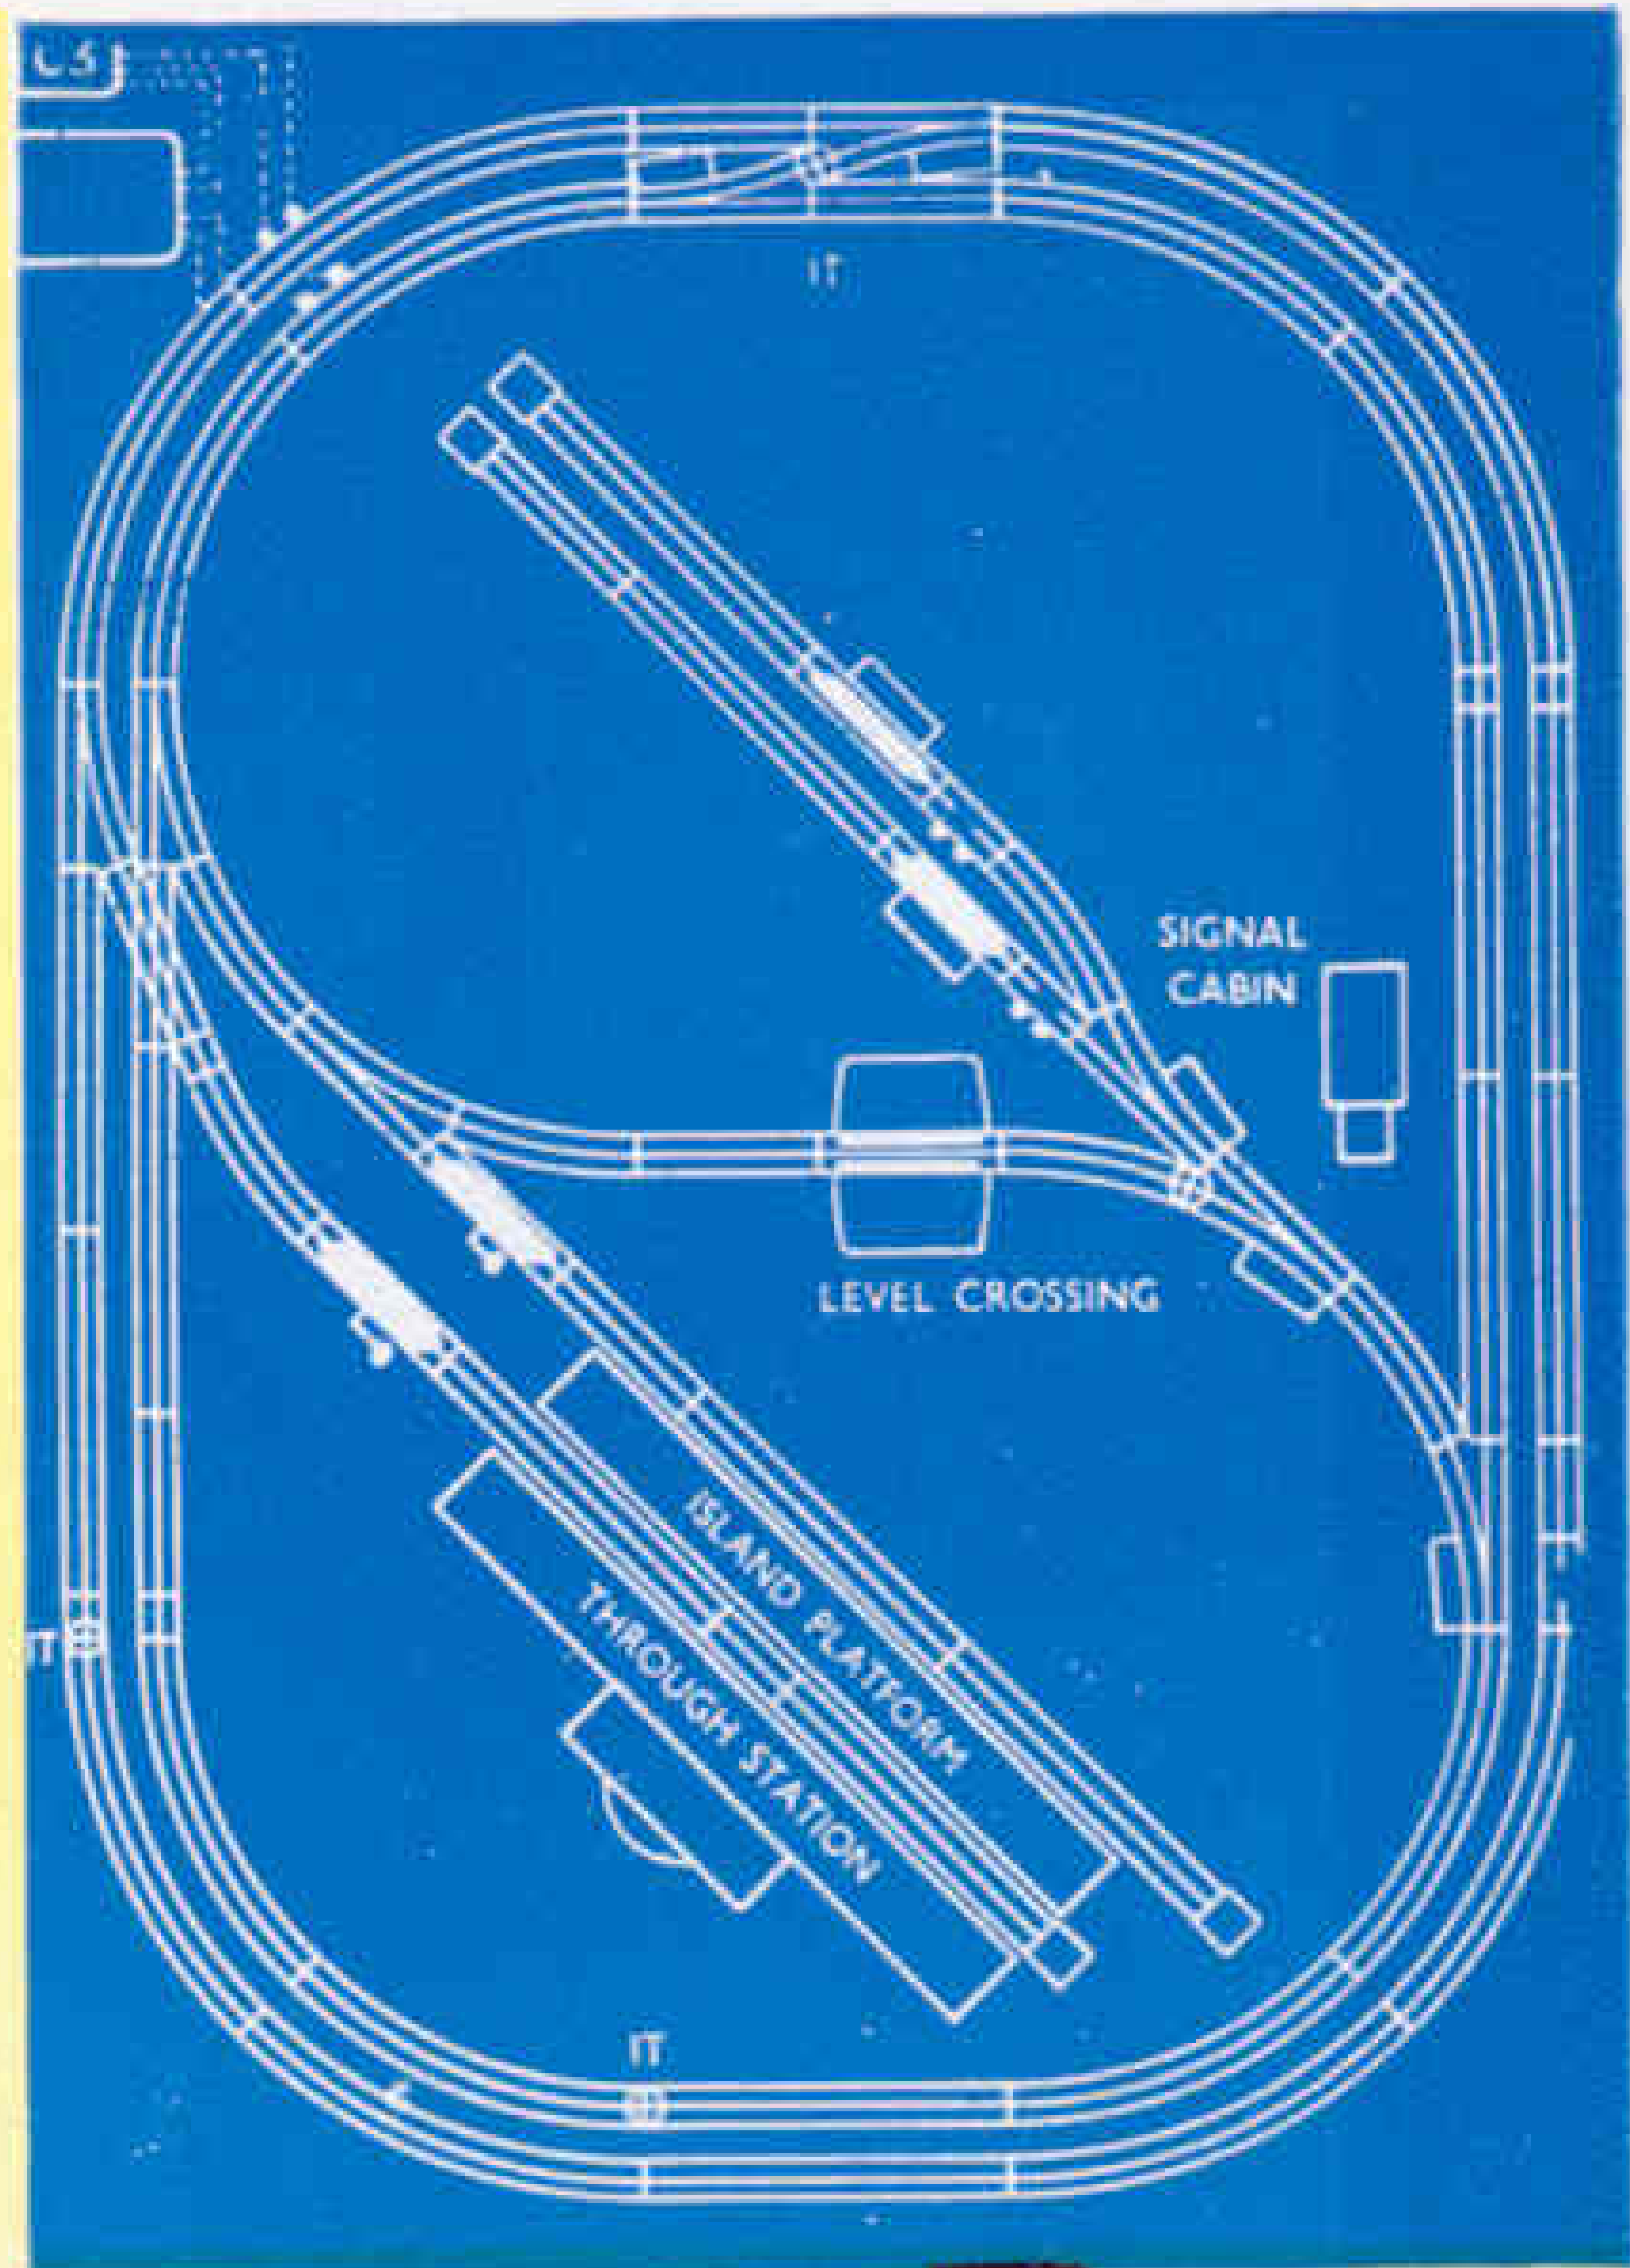 IT
SIGNAL
CABIN
LEVEL CROSSING
ISLAND PLATFORM
THROUGH STATION
IT
IT